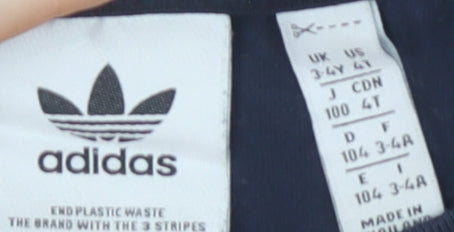 adidas
END PLASTIC WASTE
THE BRAND WITH THE 3 STRIPES
UK US
3-4Y 4Y
J CDN
100 4T
D F
104 3-4A
E I
104 3-4A
MADE IN